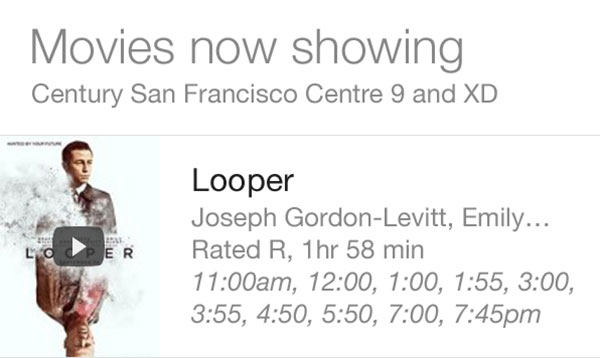 Movies now showing
Century San Francisco Centre 9 and XD
HUNTED BY YOUR FUTURE
LOOPER
Looper
Joseph Gordon-Levitt, Emily…
Rated R, 1hr 58 min
11:00am, 12:00, 1:00, 1:55, 3:00,
3:55, 4:50, 5:50, 7:00, 7:45pm